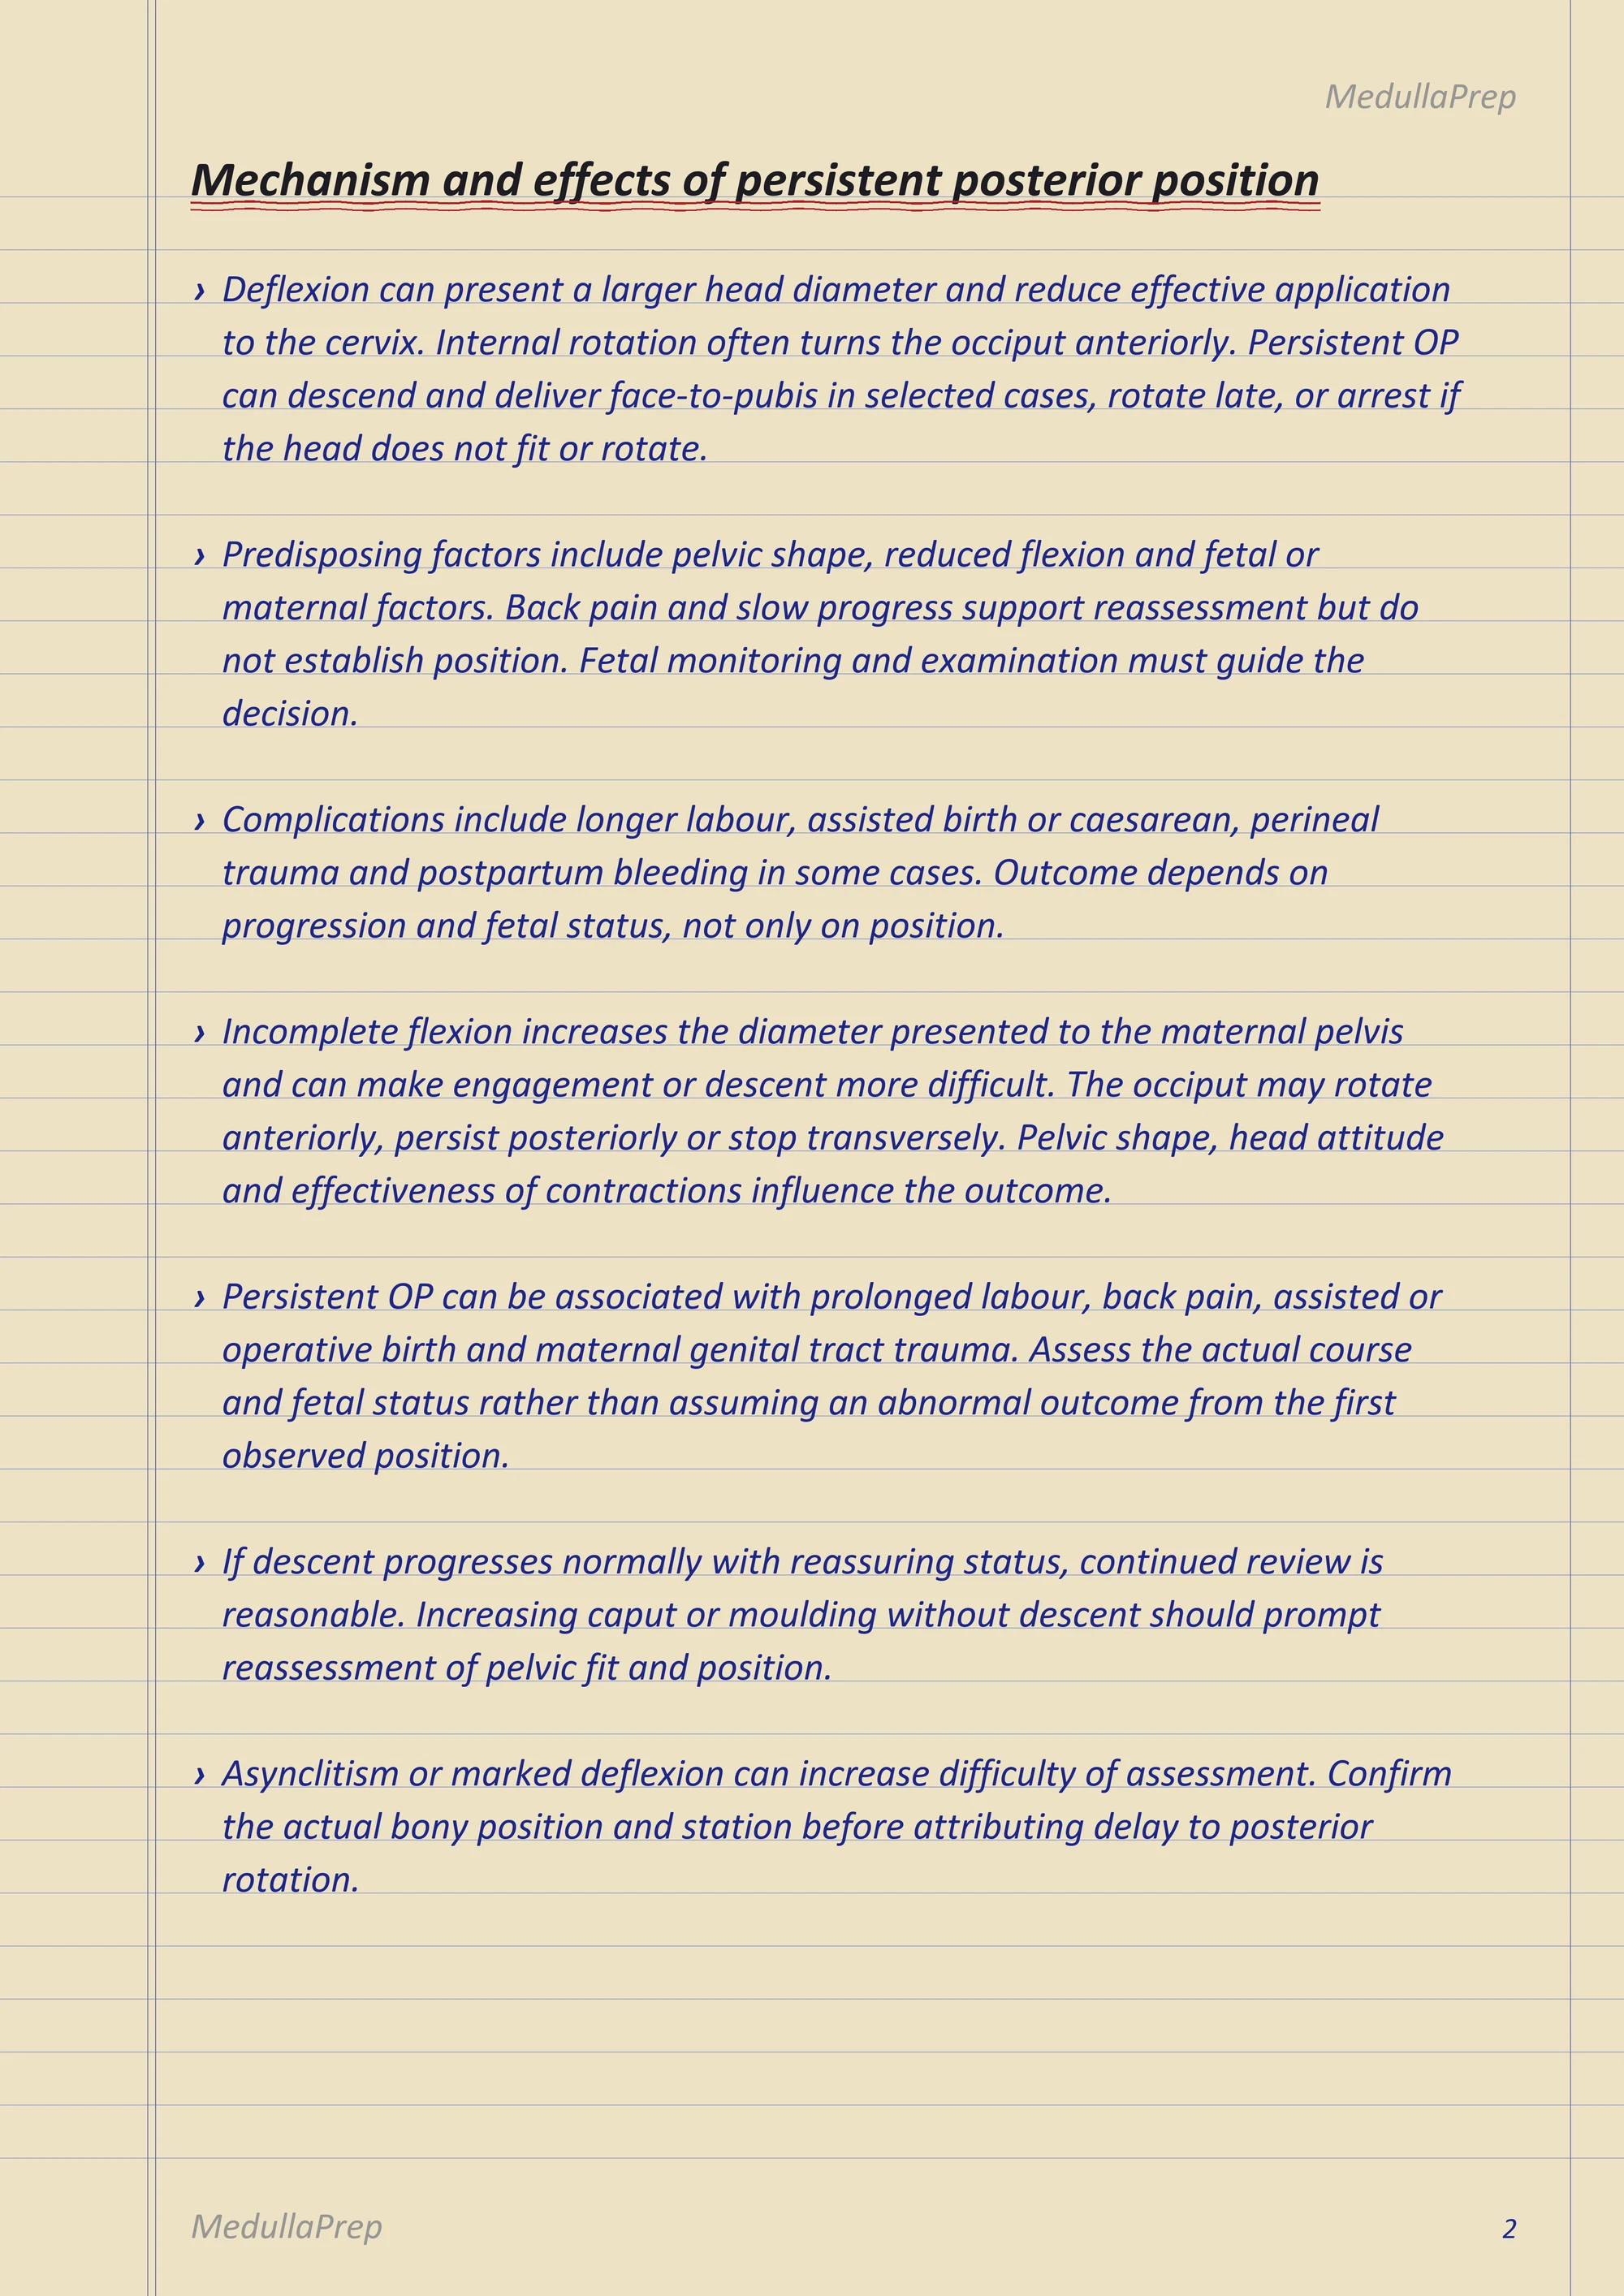 MedullaPrep
Mechanism and effects of persistent posterior position
› Deflexion can present a larger head diameter and reduce effective application
to the cervix. Internal rotation often turns the occiput anteriorly. Persistent OP
can descend and deliver face-to-pubis in selected cases, rotate late, or arrest if
the head does not fit or rotate.
› Predisposing factors include pelvic shape, reduced flexion and fetal or
maternal factors. Back pain and slow progress support reassessment but do
not establish position. Fetal monitoring and examination must guide the
decision.
› Complications include longer labour, assisted birth or caesarean, perineal
trauma and postpartum bleeding in some cases. Outcome depends on
progression and fetal status, not only on position.
› Incomplete flexion increases the diameter presented to the maternal pelvis
and can make engagement or descent more difficult. The occiput may rotate
anteriorly, persist posteriorly or stop transversely. Pelvic shape, head attitude
and effectiveness of contractions influence the outcome.
› Persistent OP can be associated with prolonged labour, back pain, assisted or
operative birth and maternal genital tract trauma. Assess the actual course
and fetal status rather than assuming an abnormal outcome from the first
observed position.
› If descent progresses normally with reassuring status, continued review is
reasonable. Increasing caput or moulding without descent should prompt
reassessment of pelvic fit and position.
› Asynclitism or marked deflexion can increase difficulty of assessment. Confirm
the actual bony position and station before attributing delay to posterior
rotation.
MedullaPrep
2